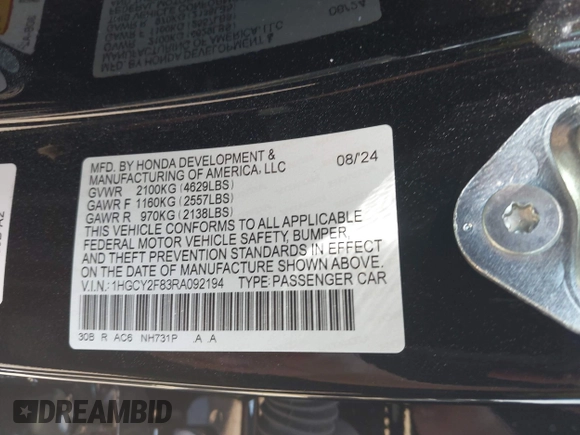 MFD. BY HONDA DEVELOPMENT &
MANUFACTURING OF AMERICA, LLC 08/'24
GVWR 2100KG (4629LBS)
GAWR F 1160KG (2557LBS)
GAWR R 970KG (2138LBS)
THIS VEHICLE CONFORMS TO ALL APPLICABLE
FEDERAL MOTOR VEHICLE SAFETY, BUMPER,
AND THEFT PREVENTION STANDARDS IN EFFECT
ON THE DATE OF MANUFACTURE SHOWN ABOVE.
V.I.N.: 1HGCY2F83RA092194 TYPE: PASSENGER CAR
30B R AC6 NH731P .A .A
DREAMBID